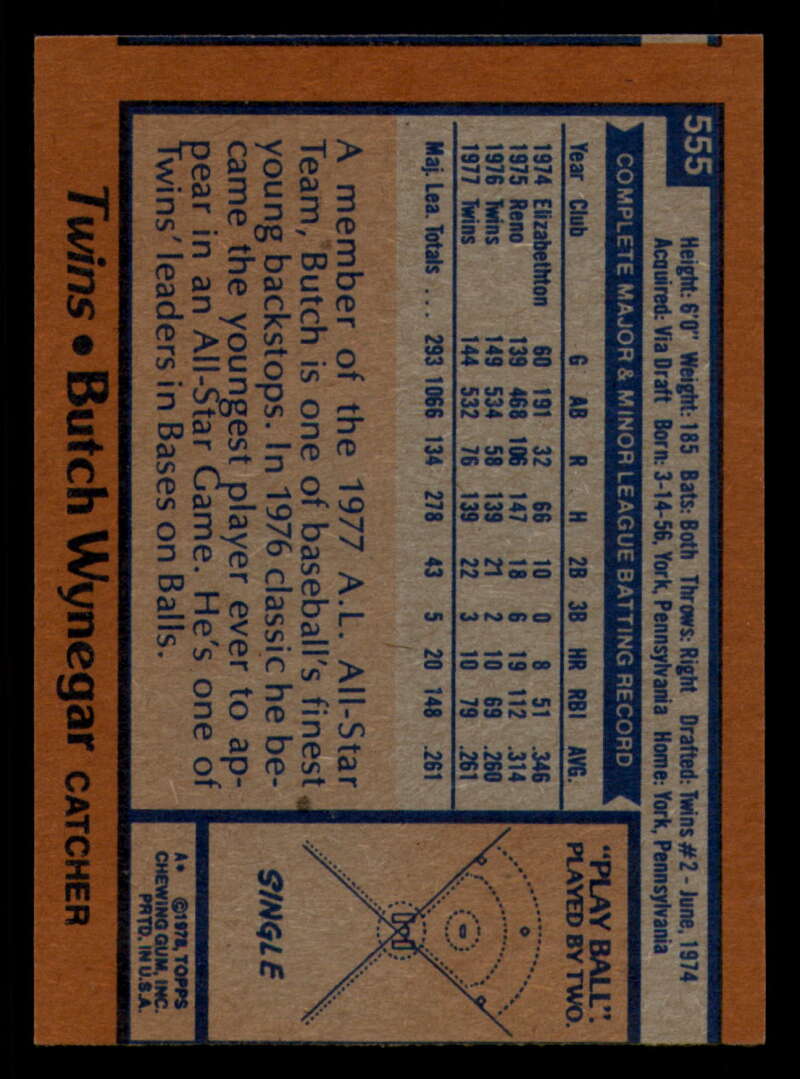 555
Height: 6'0" Weight: 185 Bats: Both Throws: Right Drafted: Twins #2 - June, 1974
Acquired: Via Draft Born: 3-14-56, York, Pennsylvania Home: York, Pennsylvania
COMPLETE MAJOR & MINOR LEAGUE BATTING RECORD
Year Club G AB R H 2B 3B HR RBI AVG.
1974 Elizabethton 60 191 32 66 10 0 8 51 .346
1975 Reno 139 468 106 147 18 6 19 112 .314
1976 Twins 149 534 58 139 21 2 10 69 .260
1977 Twins 144 532 76 139 22 3 10 79 .261
Maj. Lea. Totals ... 293 1066 134 278 43 5 20 148 .261
A member of the 1977 A.L. All-Star
Team, Butch is one of baseball's finest
young backstops. In 1976 classic he be-
came the youngest player ever to ap-
pear in an All-Star Game. He's one of
Twins' leaders in Bases on Balls.
"PLAY BALL".
PLAYED BY TWO.
SINGLE
A* ©1978, TOPPS
CHEWING GUM, INC.
PRTD. IN U.S.A.
Twins • Butch Wynegar CATCHER